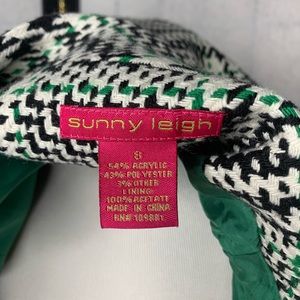 sunny leigh
8
54% ACRYLIC
43% POLYESTER
3% OTHER
LINING:
100% ACETATE
MADE IN CHINA
RN# 109881